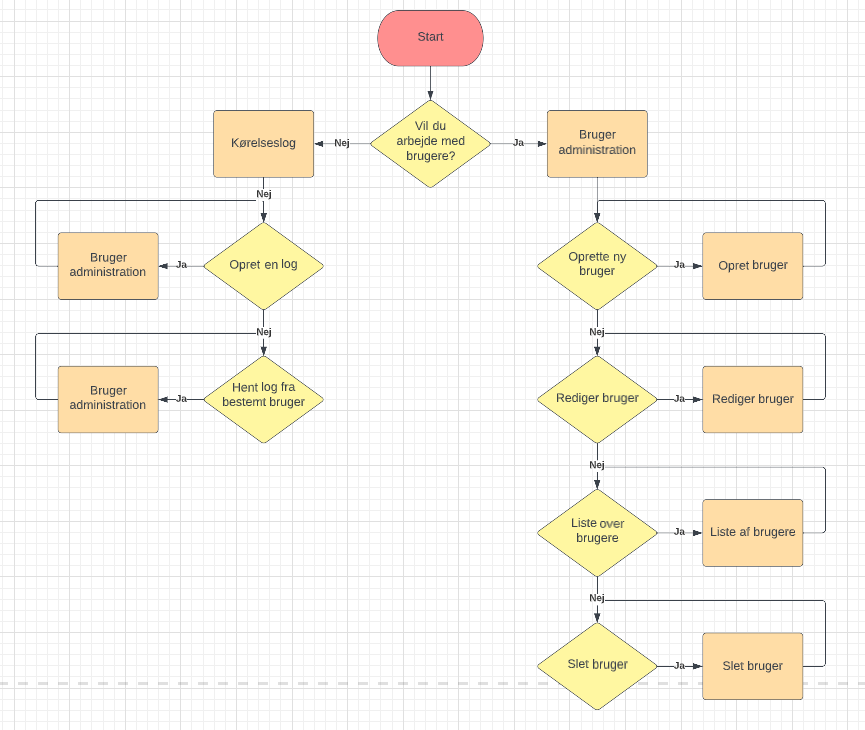 Start
Vil du
arbejde med
brugere?
Nej
Ja
Kørelseslog
Bruger
administration
Nej
Opret en log
Ja
Bruger
administration
Oprette ny
bruger
Ja
Opret bruger
Nej
Hent log fra
bestemt bruger
Ja
Bruger
administration
Nej
Rediger bruger
Ja
Rediger bruger
Nej
Liste over
brugere
Ja
Liste af brugere
Nej
Slet bruger
Ja
Slet bruger